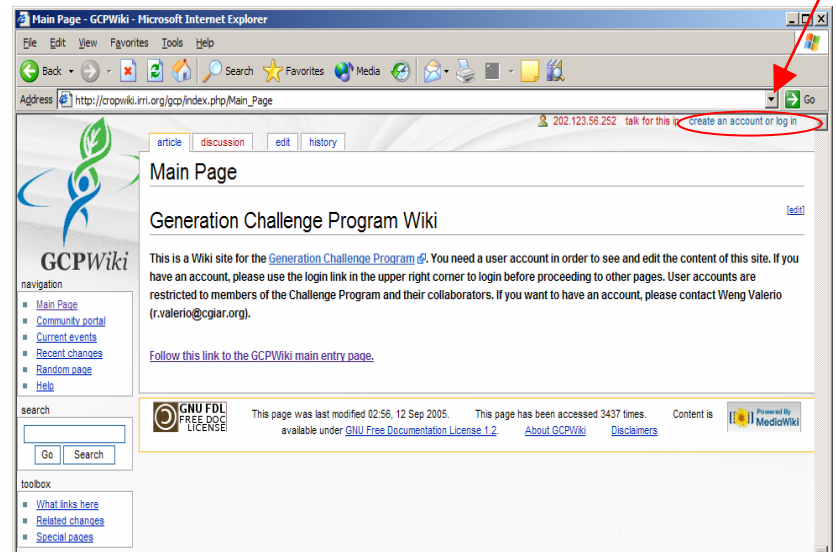 Main Page - GCPWiki - Microsoft Internet Explorer
File Edit View Favorites Tools Help
Back Search Favorites Media
Address http://cropwiki.irri.org/gcp/index.php/Main_Page Go
202.123.56.252 talk for this ip create an account or log in
article discussion edit history
Main Page
Generation Challenge Program Wiki [edit]
This is a Wiki site for the Generation Challenge Program. You need a user account in order to see and edit the content of this site. If you
have an account, please use the login link in the upper right corner to login before proceeding to other pages. User accounts are
restricted to members of the Challenge Program and their collaborators. If you want to have an account, please contact Weng Valerio
(r.valerio@cgiar.org).
Follow this link to the GCPWiki main entry page.
GCPWiki
navigation
Main Page
Community portal
Current events
Recent changes
Random page
Help
search
Go Search
toolbox
What links here
Related changes
Special pages
GNU FDL
FREE DOC
LICENSE
This page was last modified 02:56, 12 Sep 2005. This page has been accessed 3437 times. Content is
available under GNU Free Documentation License 1.2. About GCPWiki Disclaimers
Powered By
MediaWiki